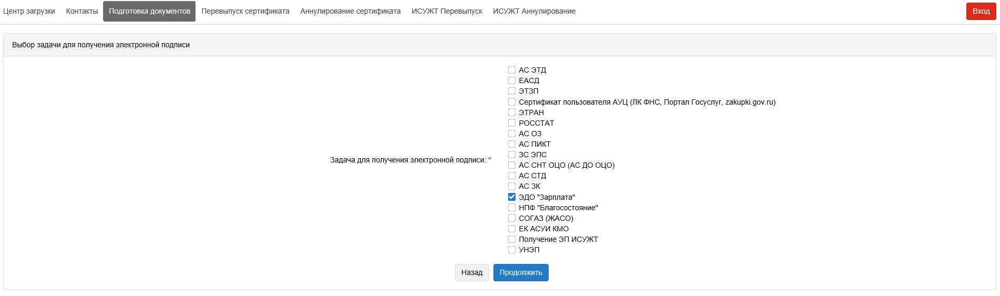 Центр загрузки Контакты Подготовка документов Перевыпуск сертификата Аннулирование сертификата ИСУЖТ Перевыпуск ИСУЖТ Аннулирование Вход
Выбор задачи для получения электронной подписи
Задача для получения электронной подписи: *
АС ЭТД
ЕАСД
ЭТЗП
Сертификат пользователя АУЦ (ЛК ФНС, Портал Госуслуг, zakupki.gov.ru)
ЭТРАН
РОССТАТ
АС ОЗ
АС ПИКТ
ЗС ЭПС
АС СНТ ОЦО (АС ДО ОЦО)
АС СТД
АС ЗК
ЭДО "Зарплата"
НПФ "Благосостояние"
СОГАЗ (ЖАСО)
ЕК АСУИ КМО
Получение ЭП ИСУЖТ
УНЭП
Назад Продолжить